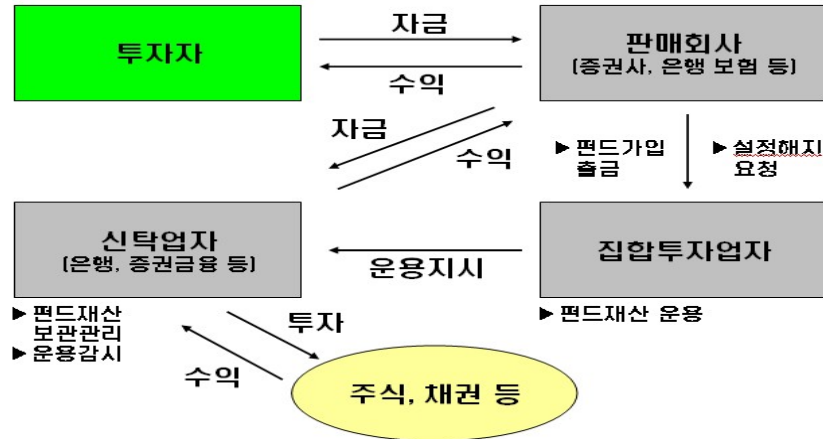 투자자
자금
수익
판매회사
(증권사, 은행 보험 등)
자금
수익
▶ 펀드가입
출금
▶ 설정해지
요청
신탁업자
(은행, 증권금융 등)
운용지시
집합투자업자
▶ 펀드재산
보관관리
▶ 운용감시
▶ 펀드재산 운용
투자
수익
주식, 채권 등